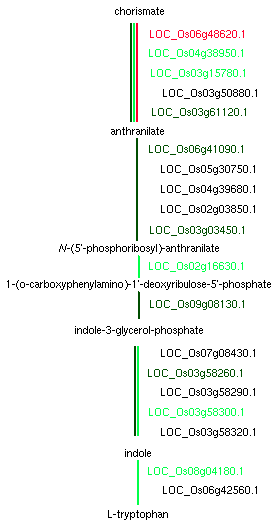 chorismate
LOC_Os06g48620.1
LOC_Os04g38950.1
LOC_Os03g15780.1
LOC_Os03g50880.1
LOC_Os03g61120.1
anthranilate
LOC_Os06g41090.1
LOC_Os05g30750.1
LOC_Os04g39680.1
LOC_Os02g03850.1
LOC_Os03g03450.1
N-(5'-phosphoribosyl)-anthranilate
LOC_Os02g16630.1
1-(o-carboxyphenylamino)-1'-deoxyribulose-5'-phosphate
LOC_Os09g08130.1
indole-3-glycerol-phosphate
LOC_Os07g08430.1
LOC_Os03g58260.1
LOC_Os03g58290.1
LOC_Os03g58300.1
LOC_Os03g58320.1
indole
LOC_Os08g04180.1
LOC_Os06g42560.1
L-tryptophan